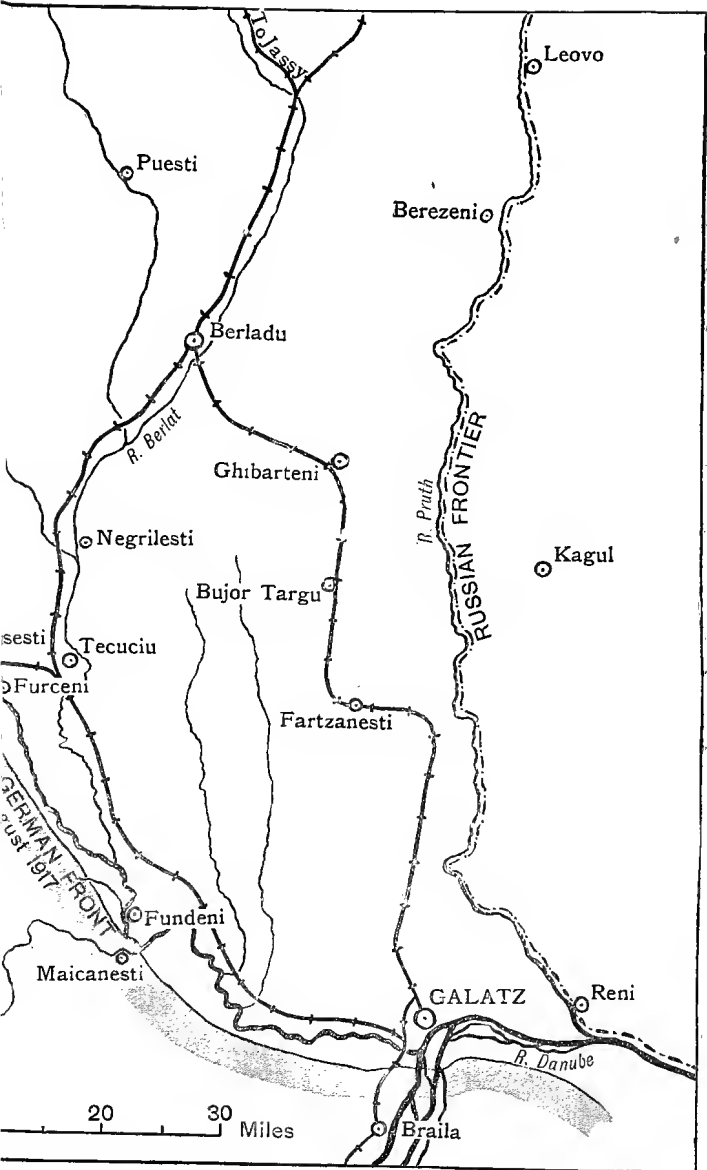 To Jassy
Leovo
Puesti
Berezeni
Berladu
R. Berlat
Ghibarteni
R. Pruth
RUSSIAN FRONTIER
Negrilesti
Kagul
Bujor Targu
sesti
Tecuciu
Furceni
Fartzanesti
GERMAN FRONT
gust 1917
Fundeni
Maicanesti
GALATZ
Reni
R. Danube
20 30 Miles
Braila